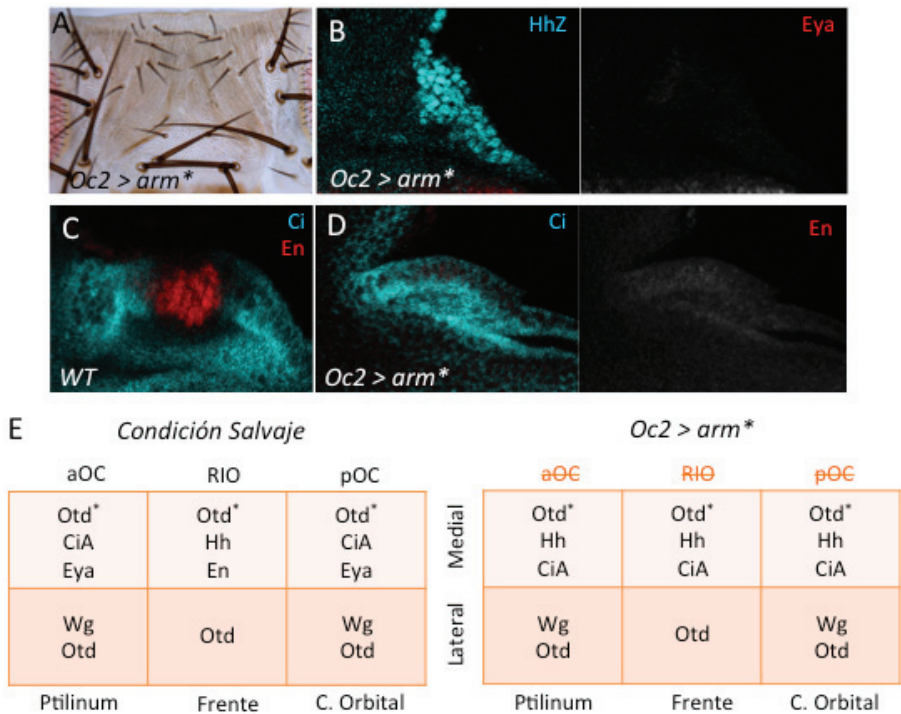 A
Oc2 > arm*
B
HhZ
Oc2 > arm*
Eya
C
Ci
En
WT
D
Ci
Oc2 > arm*
En
E
Condición Salvaje
aOC RIO pOC
Otd* Otd* Otd*
CiA Hh CiA
Eya En Eya
Wg Otd Wg
Otd Otd
Ptilinum Frente C. Orbital
Oc2 > arm*
aOC RIO pOC
Medial
Otd* Otd* Otd*
Hh Hh Hh
CiA CiA CiA
Lateral
Wg Otd Wg
Otd Otd
Ptilinum Frente C. Orbital